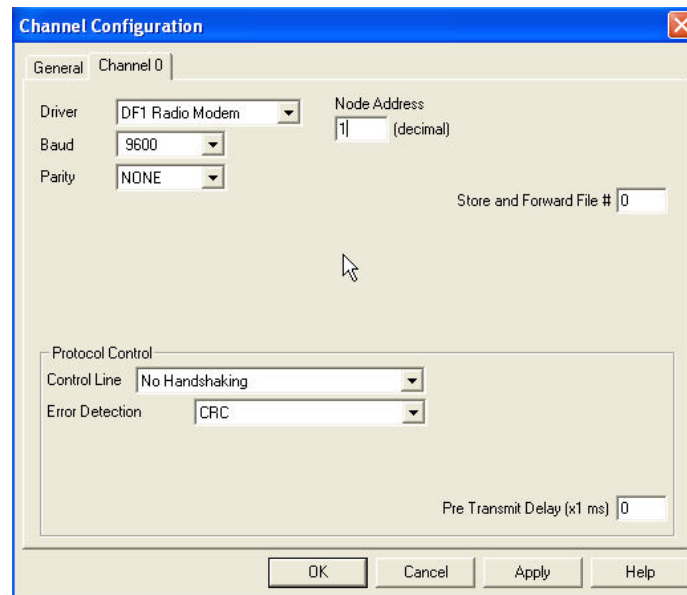 Channel Configuration
General Channel 0
Driver DF1 Radio Modem Node Address
1 (decimal)
Baud 9600
Parity NONE
Store and Forward File # 0
Protocol Control
Control Line No Handshaking
Error Detection CRC
Pre Transmit Delay (x1 ms) 0
OK Cancel Apply Help